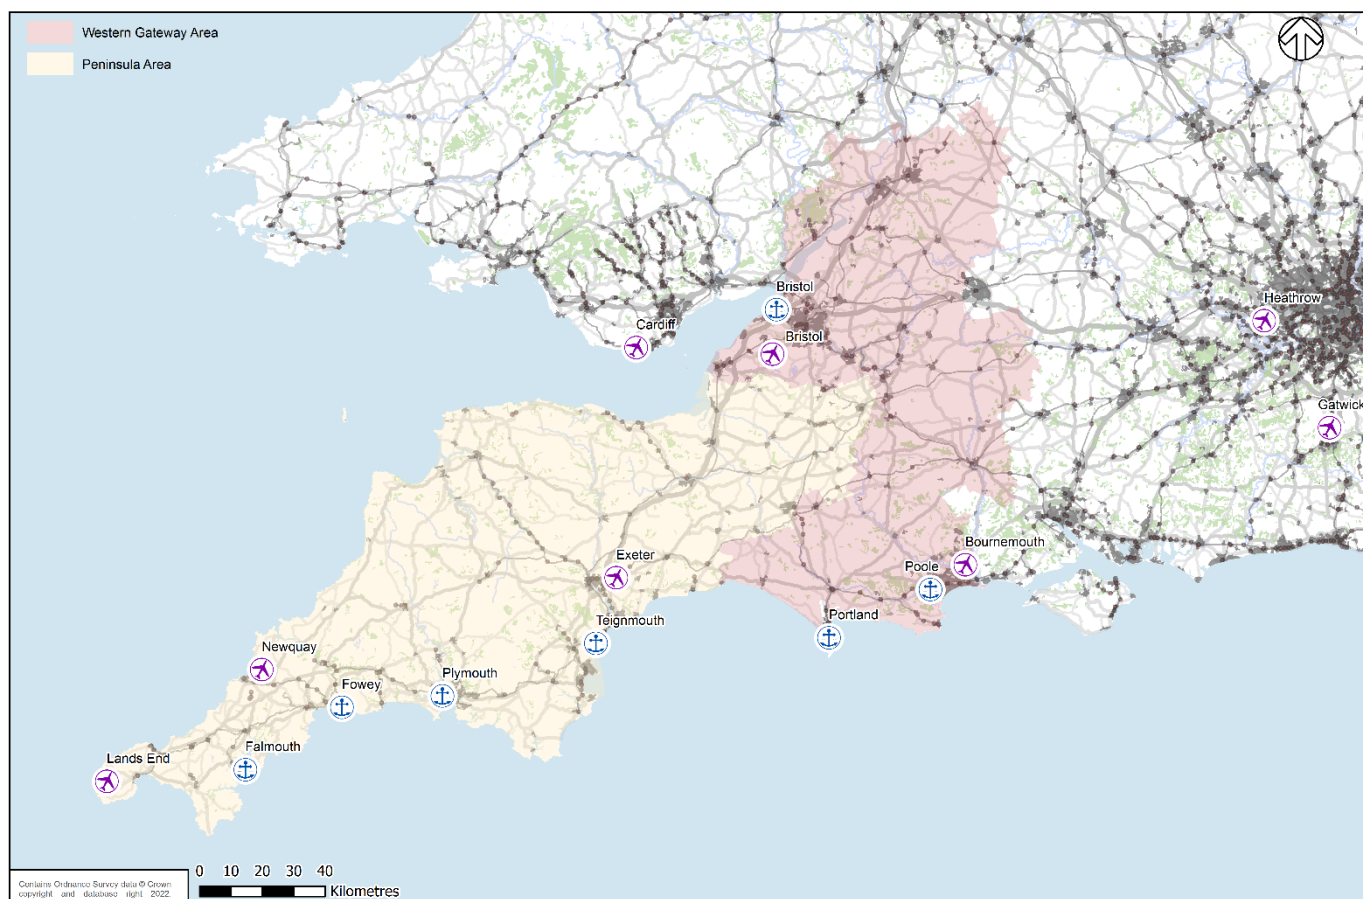 Western Gateway Area
Peninsula Area
Bristol
Heathrow
Cardiff
Bristol
Gatwick
Bournemouth
Exeter
Poole
Teignmouth
Portland
Newquay
Plymouth
Fowey
Falmouth
Lands End
0 10 20 30 40
Kilometres
Contains Ordnance Survey data © Crown
copyright and database right 2022.